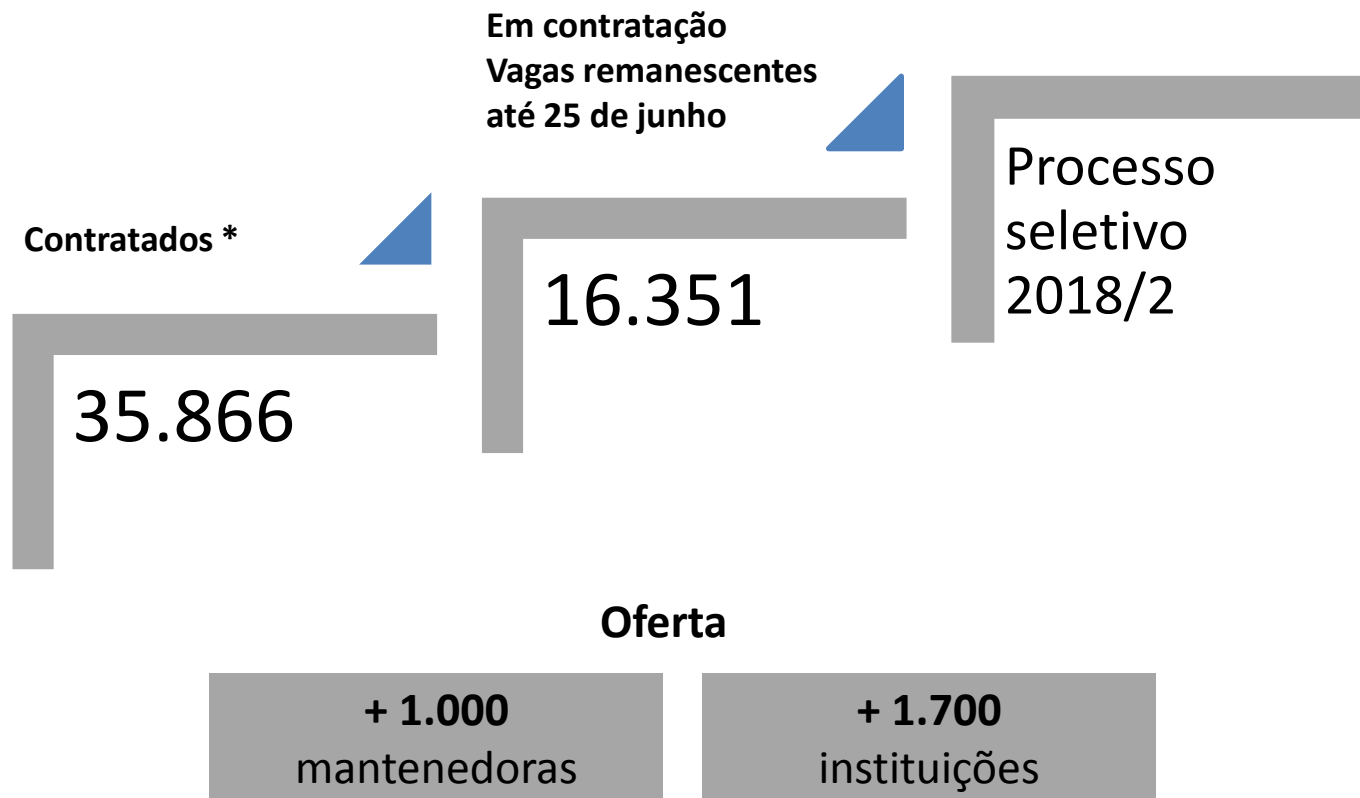 Contratados *
35.866
Em contratação
Vagas remanescentes
até 25 de junho
16.351
Processo
seletivo
2018/2
Oferta
+ 1.000
mantenedoras
+ 1.700
instituições